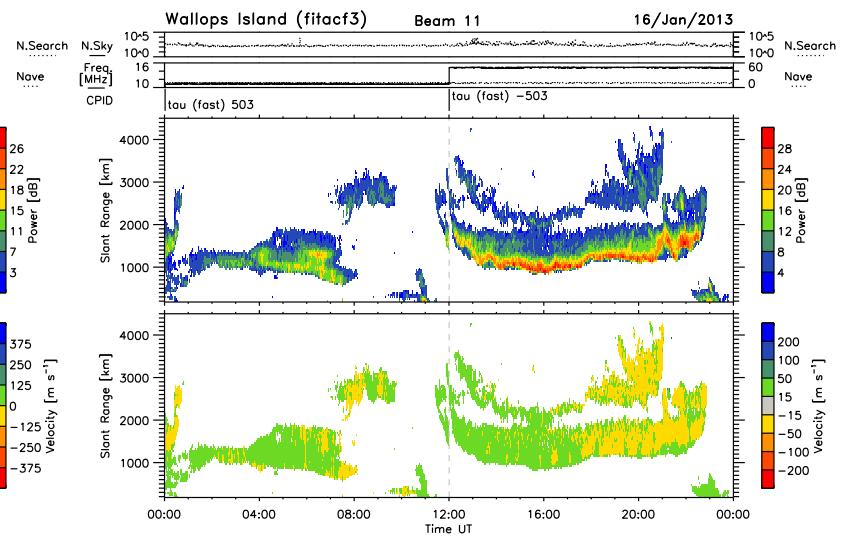 Wallops Island (fitacf3) Beam 11 16/Jan/2013
N.Search N.Sky 10^5 10^0 10^5 10^0 N.Search
Nave Freq. [MHz] 16 10 60 0 Nave
CPID
tau (fast) 503 tau (fast) -503
Slant Range [km] 4000 3000 2000 1000
Power [dB] 26 22 18 15 11 7 3
Power [dB] 28 24 20 16 12 8 4
Slant Range [km] 4000 3000 2000 1000
Velocity [m s⁻¹] 375 250 125 0 −125 −250 −375
Velocity [m s⁻¹] 200 100 50 15 −15 −50 −100 −200
00:00 04:00 08:00 12:00 16:00 20:00 00:00
Time UT